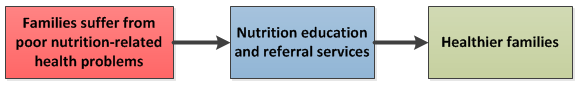 Families suffer from
poor nutrition-related
health problems
Nutrition education
and referral services
Healthier families